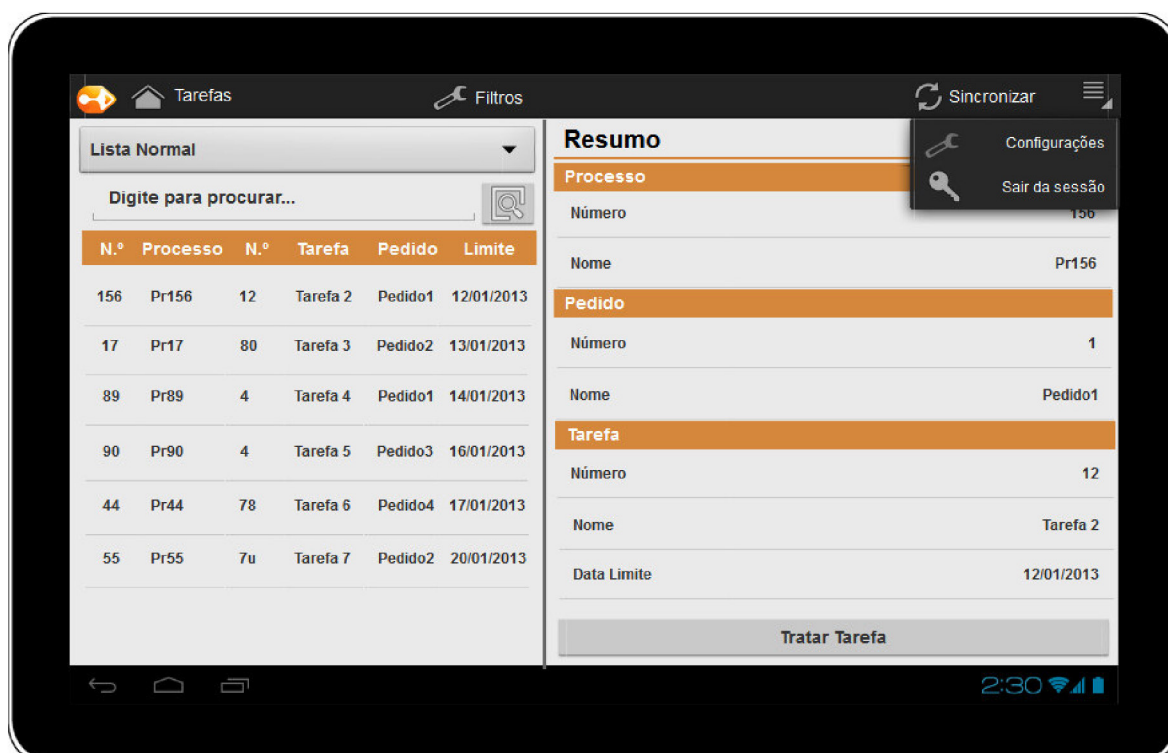 Tarefas Filtros Sincronizar
Configurações
Sair da sessão
Lista Normal
Digite para procurar...
N.º Processo N.º Tarefa Pedido Limite
156 Pr156 12 Tarefa 2 Pedido1 12/01/2013
17 Pr17 80 Tarefa 3 Pedido2 13/01/2013
89 Pr89 4 Tarefa 4 Pedido1 14/01/2013
90 Pr90 4 Tarefa 5 Pedido3 16/01/2013
44 Pr44 78 Tarefa 6 Pedido4 17/01/2013
55 Pr55 7u Tarefa 7 Pedido2 20/01/2013
Resumo
Processo
Número 156
Nome Pr156
Pedido
Número 1
Nome Pedido1
Tarefa
Número 12
Nome Tarefa 2
Data Limite 12/01/2013
Tratar Tarefa
2:30